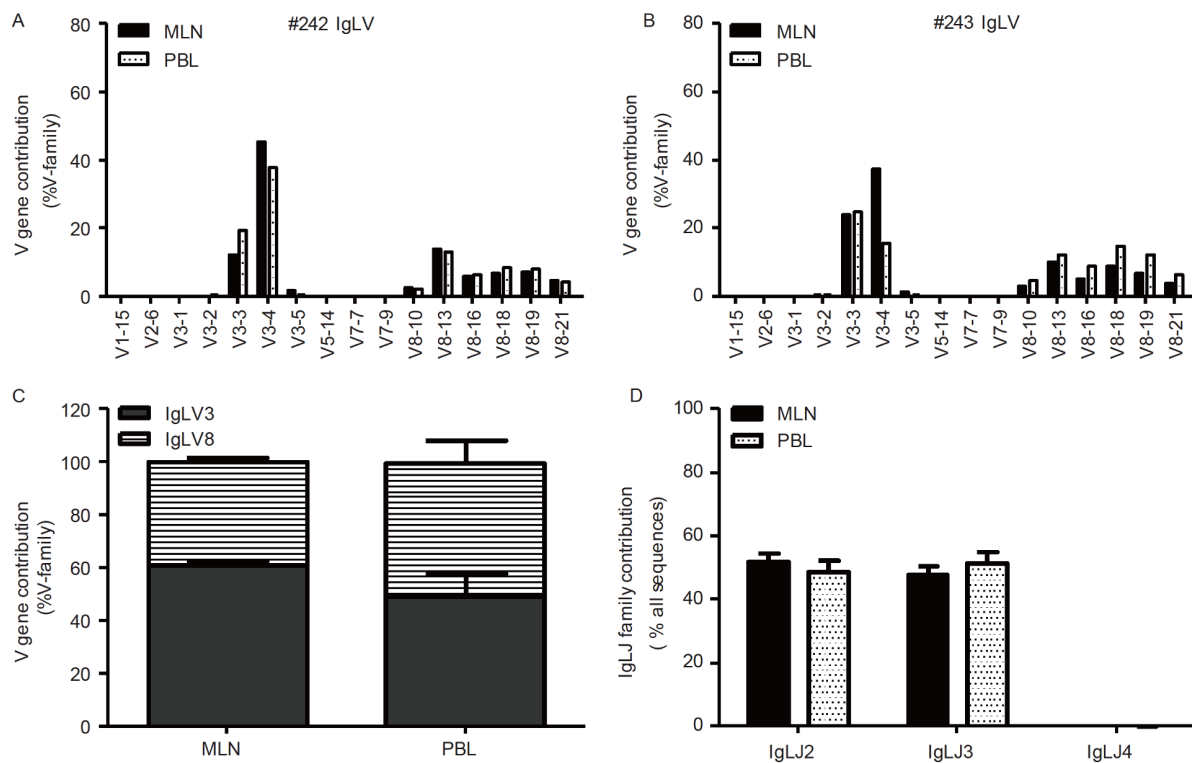 A
#242 IgLV
MLN
PBL
V gene contribution
(%V-family)
80
60
40
20
0
V1-15
V2-6
V3-1
V3-2
V3-3
V3-4
V3-5
V5-14
V7-7
V7-9
V8-10
V8-13
V8-16
V8-18
V8-19
V8-21
B
#243 IgLV
MLN
PBL
V gene contribution
(%V-family)
80
60
40
20
0
V1-15
V2-6
V3-1
V3-2
V3-3
V3-4
V3-5
V5-14
V7-7
V7-9
V8-10
V8-13
V8-16
V8-18
V8-19
V8-21
C
IgLV3
IgLV8
V gene contribution
(%V-family)
120
100
80
60
40
20
0
MLN
PBL
D
MLN
PBL
IgLJ family contribution
( % all sequences)
100
80
60
40
20
0
IgLJ2
IgLJ3
IgLJ4